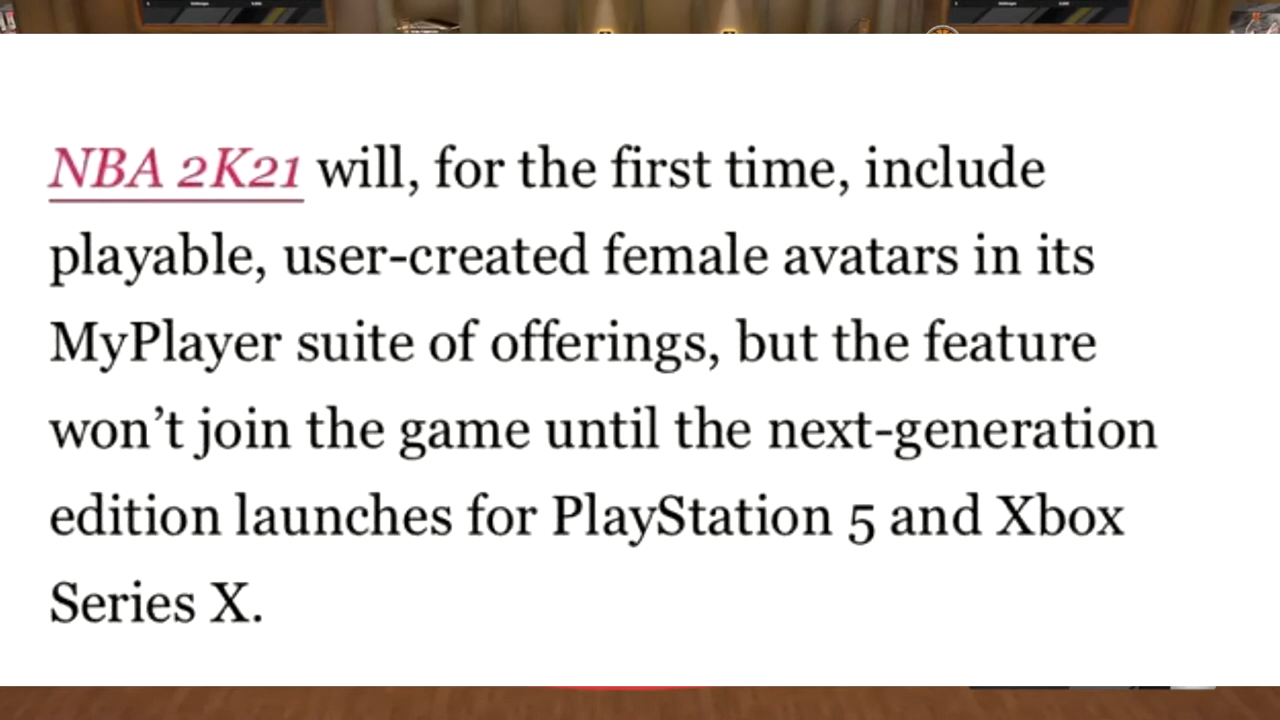 NBA 2K21 will, for the first time, include
playable, user-created female avatars in its
MyPlayer suite of offerings, but the feature
won’t join the game until the next-generation
edition launches for PlayStation 5 and Xbox
Series X.